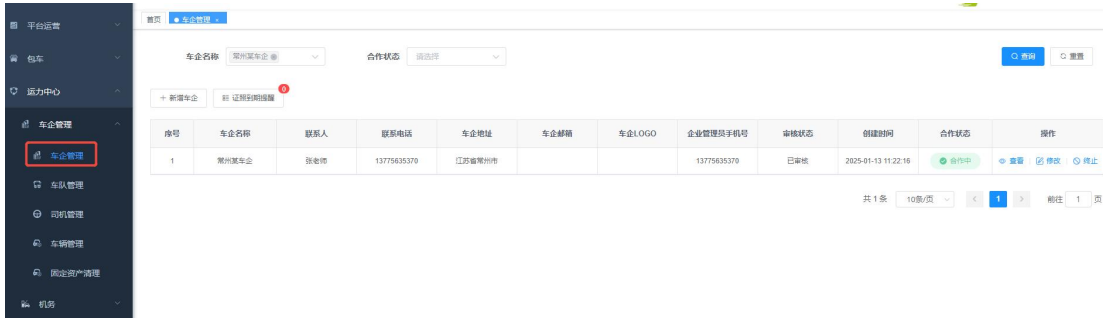 平台运营
包车
运力中心
车企管理
车企管理
车队管理
司机管理
车辆管理
固定资产清理
机务
首页 车企管理 ×
车企名称 常州某车企 合作状态 请选择 查询 重置
+ 新增车企 证照到期提醒 0
序号 车企名称 联系人 联系电话 车企地址 车企邮箱 车企LOGO 企业管理员手机号 审核状态 创建时间 合作状态 操作
1 常州某车企 张老师 13775635370 江苏省常州市 13775635370 已审核 2025-01-13 11:22:16 合作中 查看 修改 终止
共 1 条 10条/页 < 1 > 前往 1 页